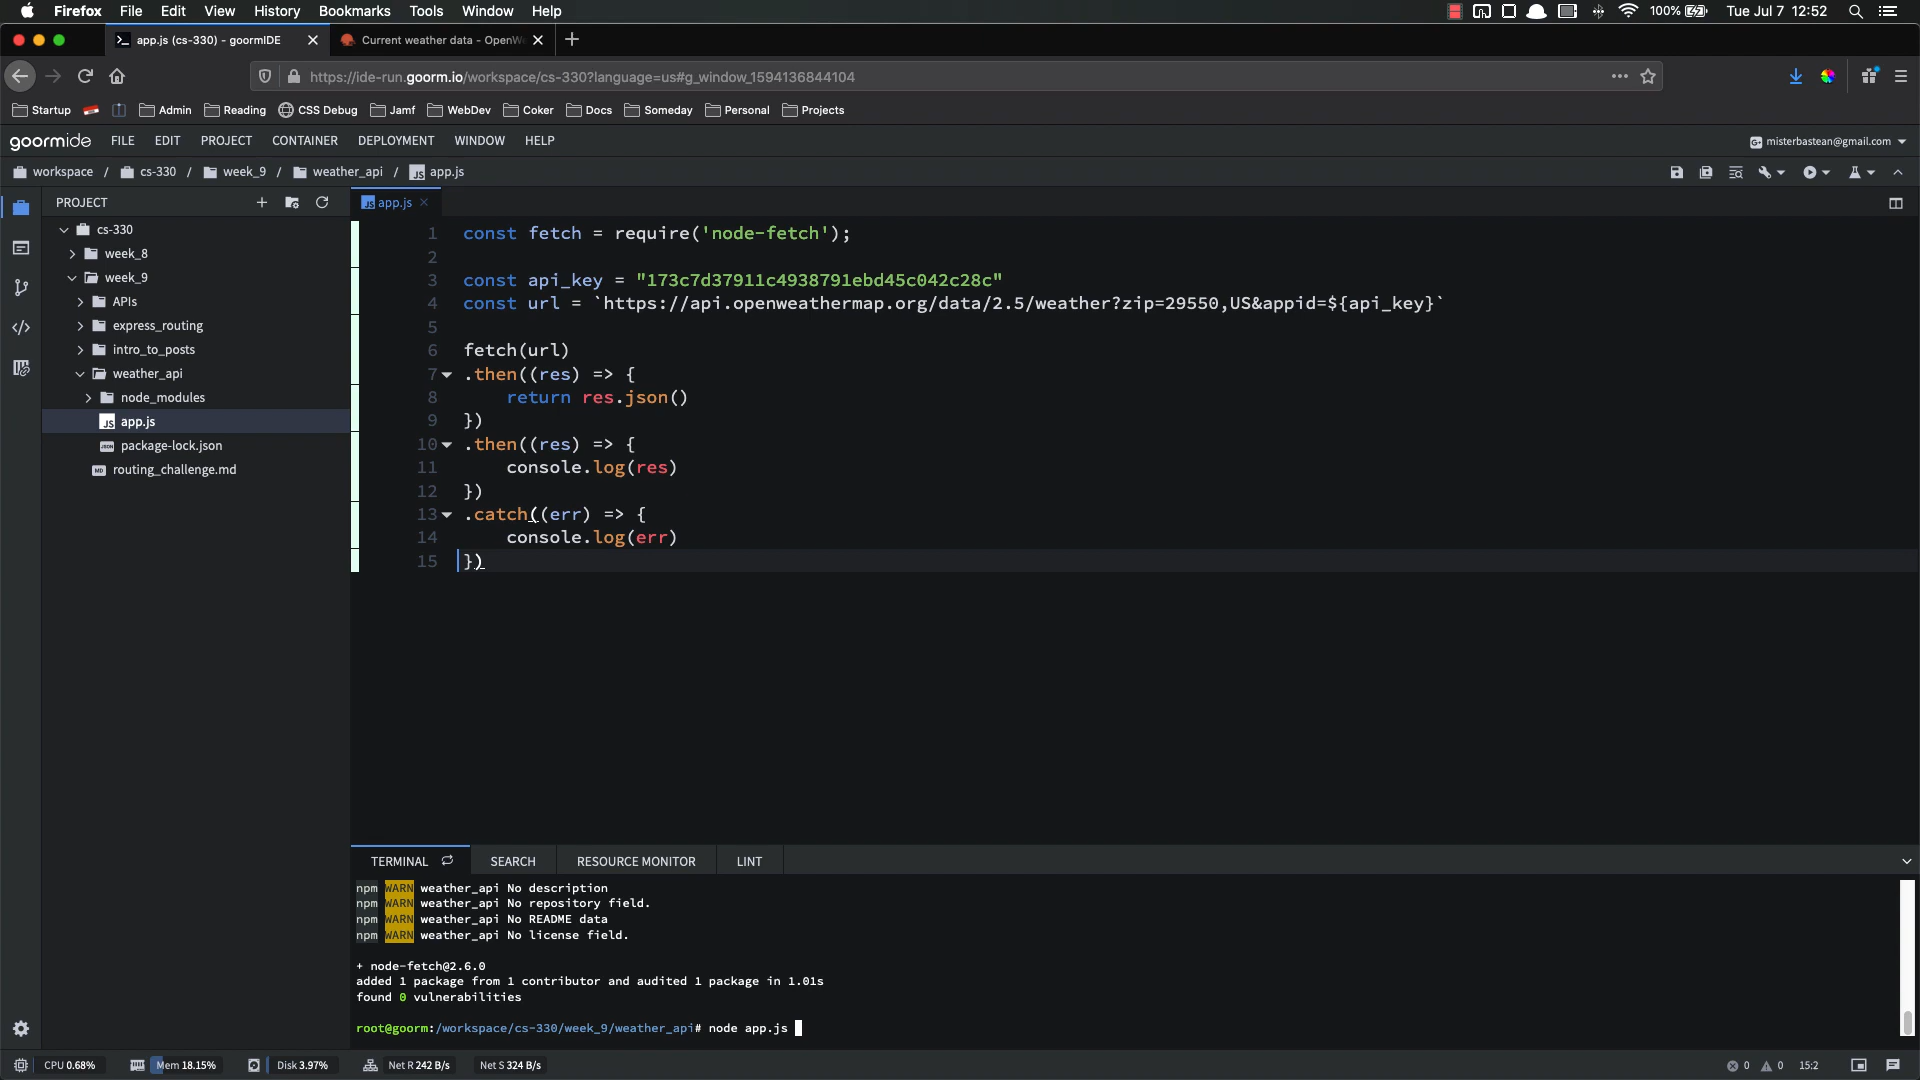 Firefox File Edit View History Bookmarks Tools Window Help 100% Tue Jul 7 12:52
app.js (cs-330) - goormIDE Current weather data - OpenWe
https://ide-run.goorm.io/workspace/cs-330?language=us#g_window_1594136844104
Startup Admin Reading CSS Debug Jamf WebDev Coker Docs Someday Personal Projects
goormide FILE EDIT PROJECT CONTAINER DEPLOYMENT WINDOW HELP misterbastean@gmail.com
workspace / cs-330 / week_9 / weather_api / JS app.js
PROJECT
cs-330
week_8
week_9
APIs
express_routing
intro_to_posts
weather_api
node_modules
JS app.js
JSON package-lock.json
MD routing_challenge.md
JS app.js
1 const fetch = require('node-fetch');
2
3 const api_key = "173c7d37911c4938791ebd45c042c28c"
4 const url = `https://api.openweathermap.org/data/2.5/weather?zip=29550,US&appid=${api_key}`
5
6 fetch(url)
7 .then((res) => {
8 return res.json()
9 })
10 .then((res) => {
11 console.log(res)
12 })
13 .catch((err) => {
14 console.log(err)
15 })
TERMINAL SEARCH RESOURCE MONITOR LINT
npm WARN weather_api No description
npm WARN weather_api No repository field.
npm WARN weather_api No README data
npm WARN weather_api No license field.
+ node-fetch@2.6.0
added 1 package from 1 contributor and audited 1 package in 1.01s
found 0 vulnerabilities
root@goorm:/workspace/cs-330/week_9/weather_api# node app.js
CPU 0.68% Mem 18.15% Disk 3.97% Net R 242 B/s Net S 324 B/s 0 0 15:2